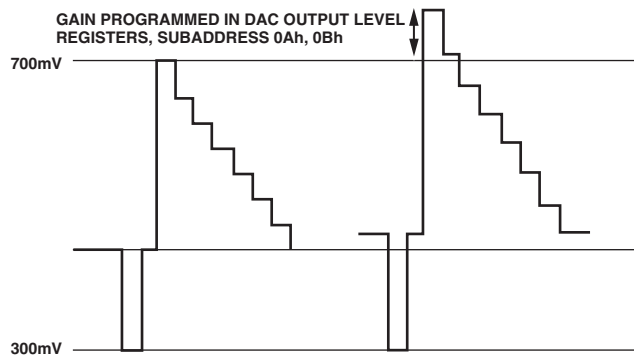 GAIN PROGRAMMED IN DAC OUTPUT LEVEL
REGISTERS, SUBADDRESS 0Ah, 0Bh
700mV
300mV